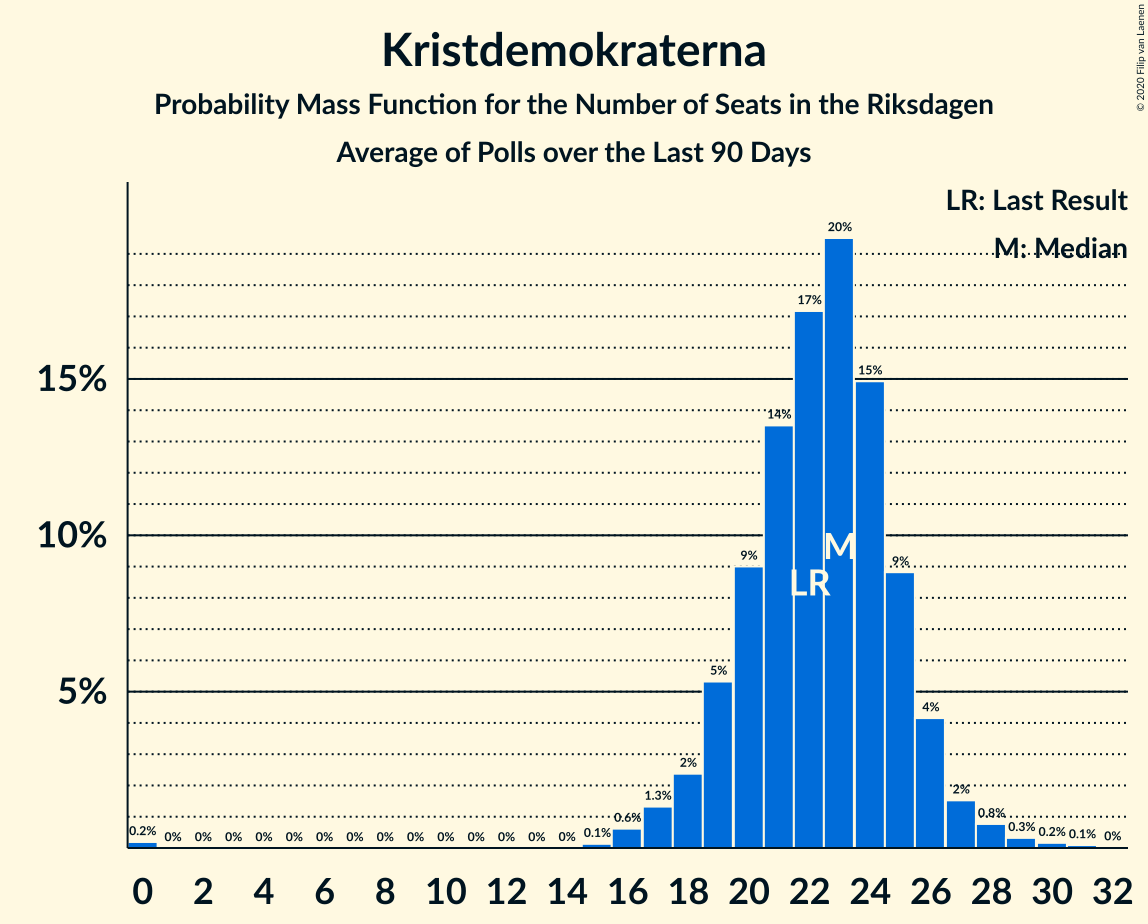 Kristdemokraterna
Probability Mass Function for the Number of Seats in the Riksdagen
Average of Polls over the Last 90 Days
© 2020 Filip van Laenen
LR: Last Result
M: Median
15%
10%
5%
0.2% 0% 0% 0% 0% 0% 0% 0% 0% 0% 0% 0% 0% 0% 0% 0.1% 0.6% 1.3% 2% 5% 9% 14% 17% 20% 15% 9% 4% 2% 0.8% 0.3% 0.2% 0.1% 0%
M
LR
0 2 4 6 8 10 12 14 16 18 20 22 24 26 28 30 32